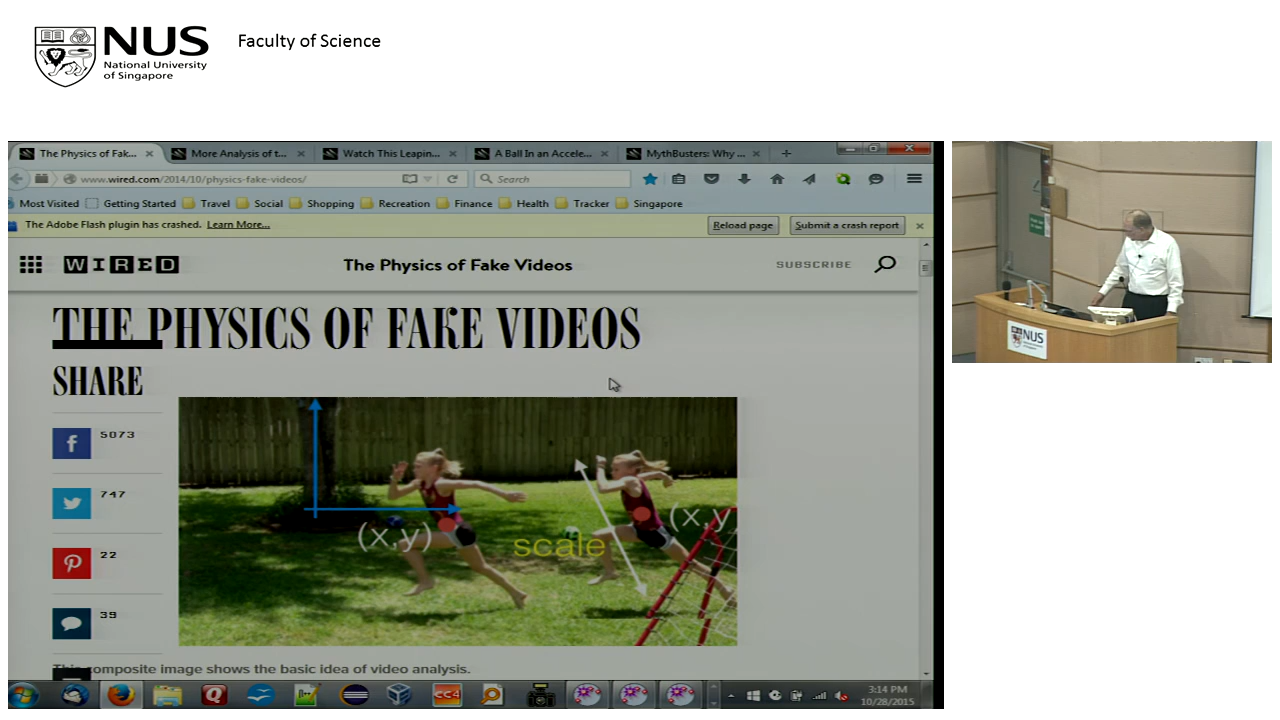 NUS
National University
of Singapore
Faculty of Science
The Physics of Fak...
More Analysis of t...
Watch This Leapin...
A Ball In an Accele...
MythBusters: Why ...
www.wired.com/2014/10/physics-fake-videos/
Search
Most Visited Getting Started Travel Social Shopping Recreation Finance Health Tracker Singapore
The Adobe Flash plugin has crashed. Learn More...
Reload page
Submit a crash report
WIRED
The Physics of Fake Videos
SUBSCRIBE
THE PHYSICS OF FAKE VIDEOS
SHARE
5073
747
22
39
(x,y)
scale
(x,y
This composite image shows the basic idea of video analysis.
CC4
3:14 PM
10/28/2015
NUS